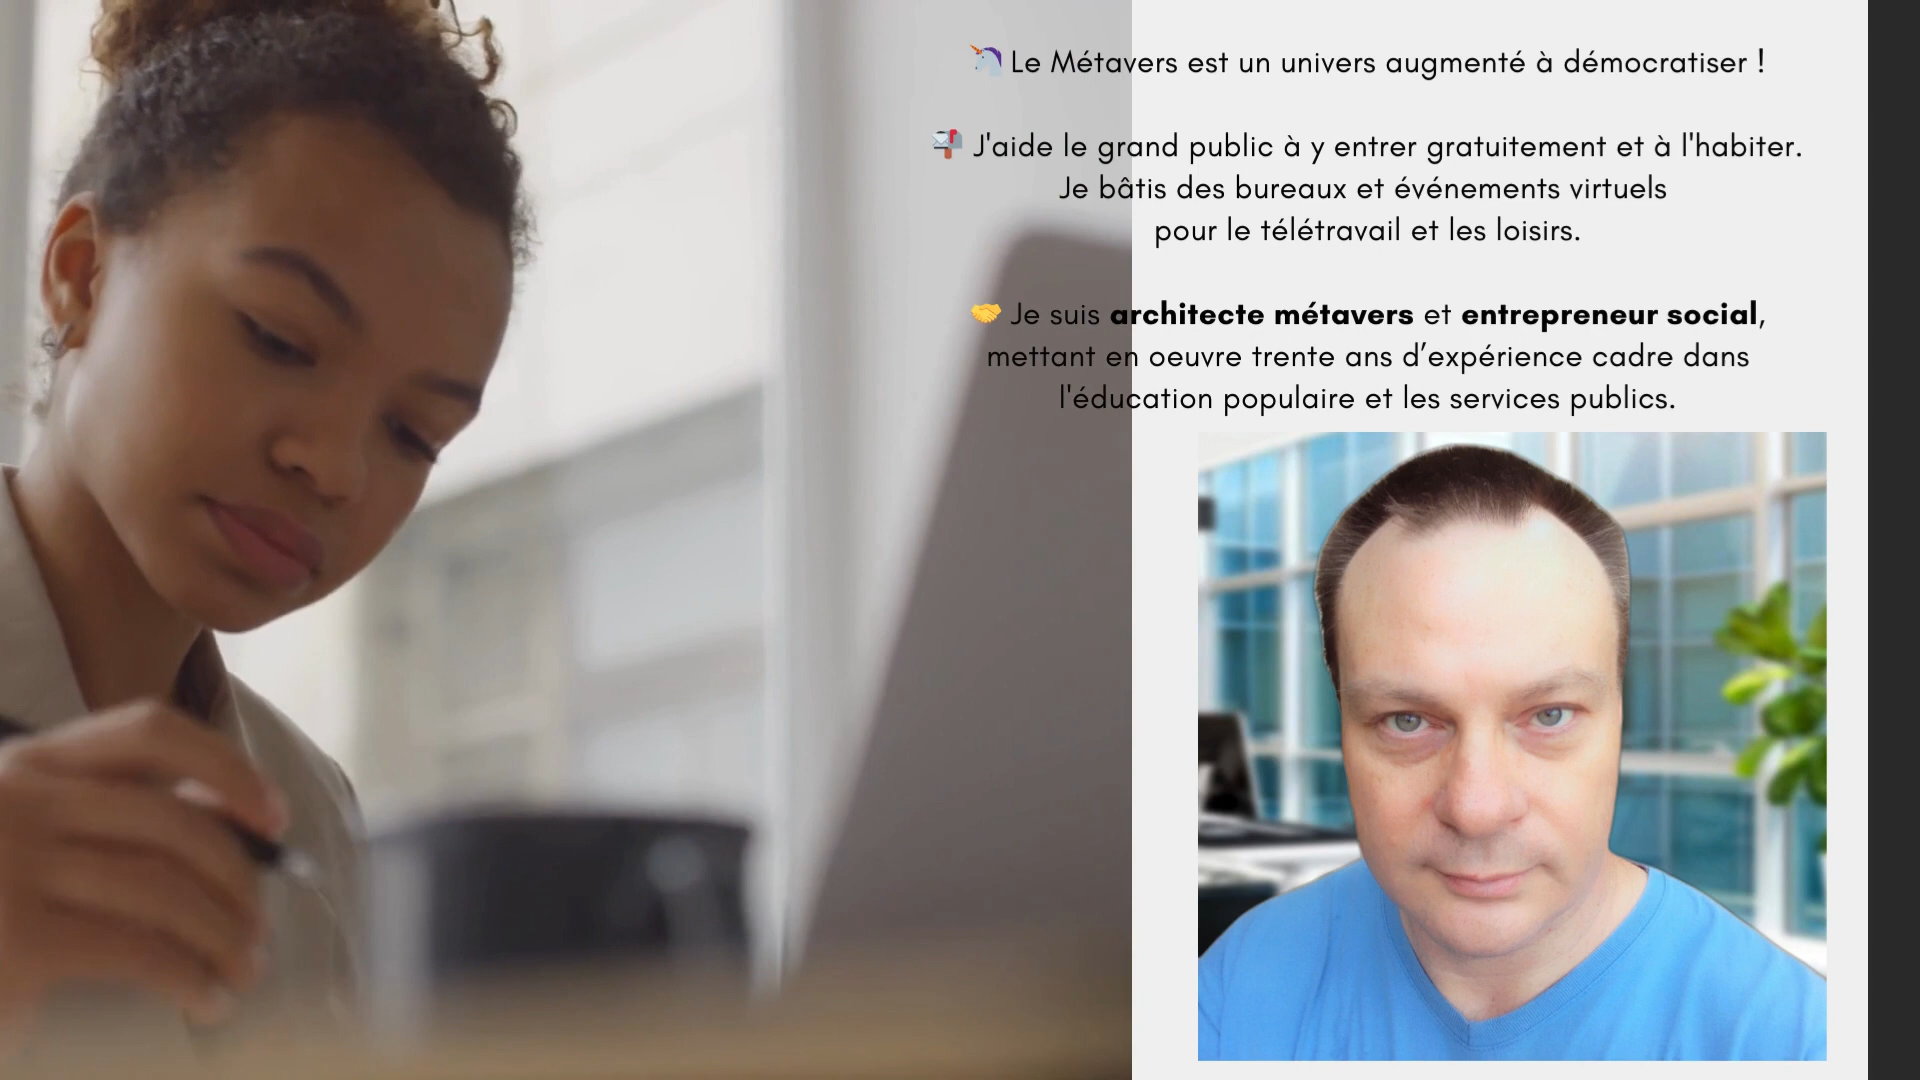 🦄 Le Métavers est un univers augmenté à démocratiser !
📬 J'aide le grand public à y entrer gratuitement et à l'habiter.
Je bâtis des bureaux et événements virtuels
pour le télétravail et les loisirs.
🤝 Je suis architecte métavers et entrepreneur social,
mettant en oeuvre trente ans d’expérience cadre dans
l'éducation populaire et les services publics.